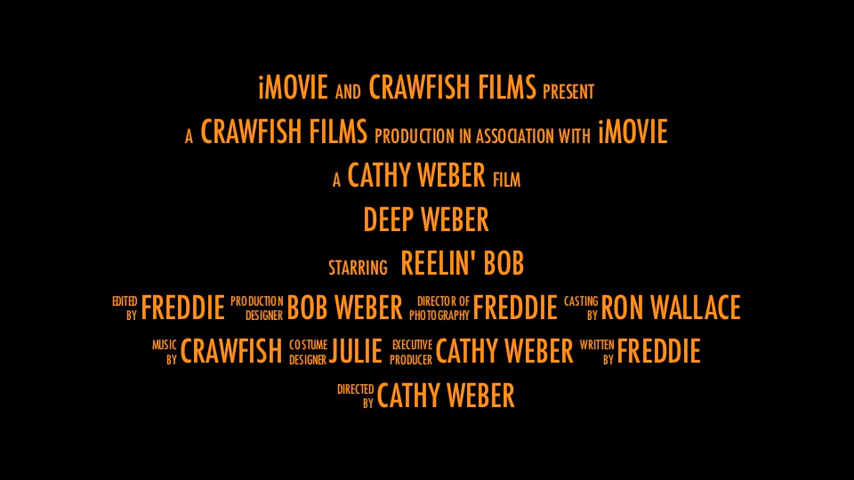 iMOVIE AND CRAWFISH FILMS PRESENT
A CRAWFISH FILMS PRODUCTION IN ASSOCIATION WITH iMOVIE
A CATHY WEBER FILM
DEEP WEBER
STARRING REELIN' BOB
EDITED BY FREDDIE PRODUCTION DESIGNER BOB WEBER DIRECTOR OF PHOTOGRAPHY FREDDIE CASTING BY RON WALLACE
MUSIC BY CRAWFISH COSTUME DESIGNER JULIE EXECUTIVE PRODUCER CATHY WEBER WRITTEN BY FREDDIE
DIRECTED BY CATHY WEBER